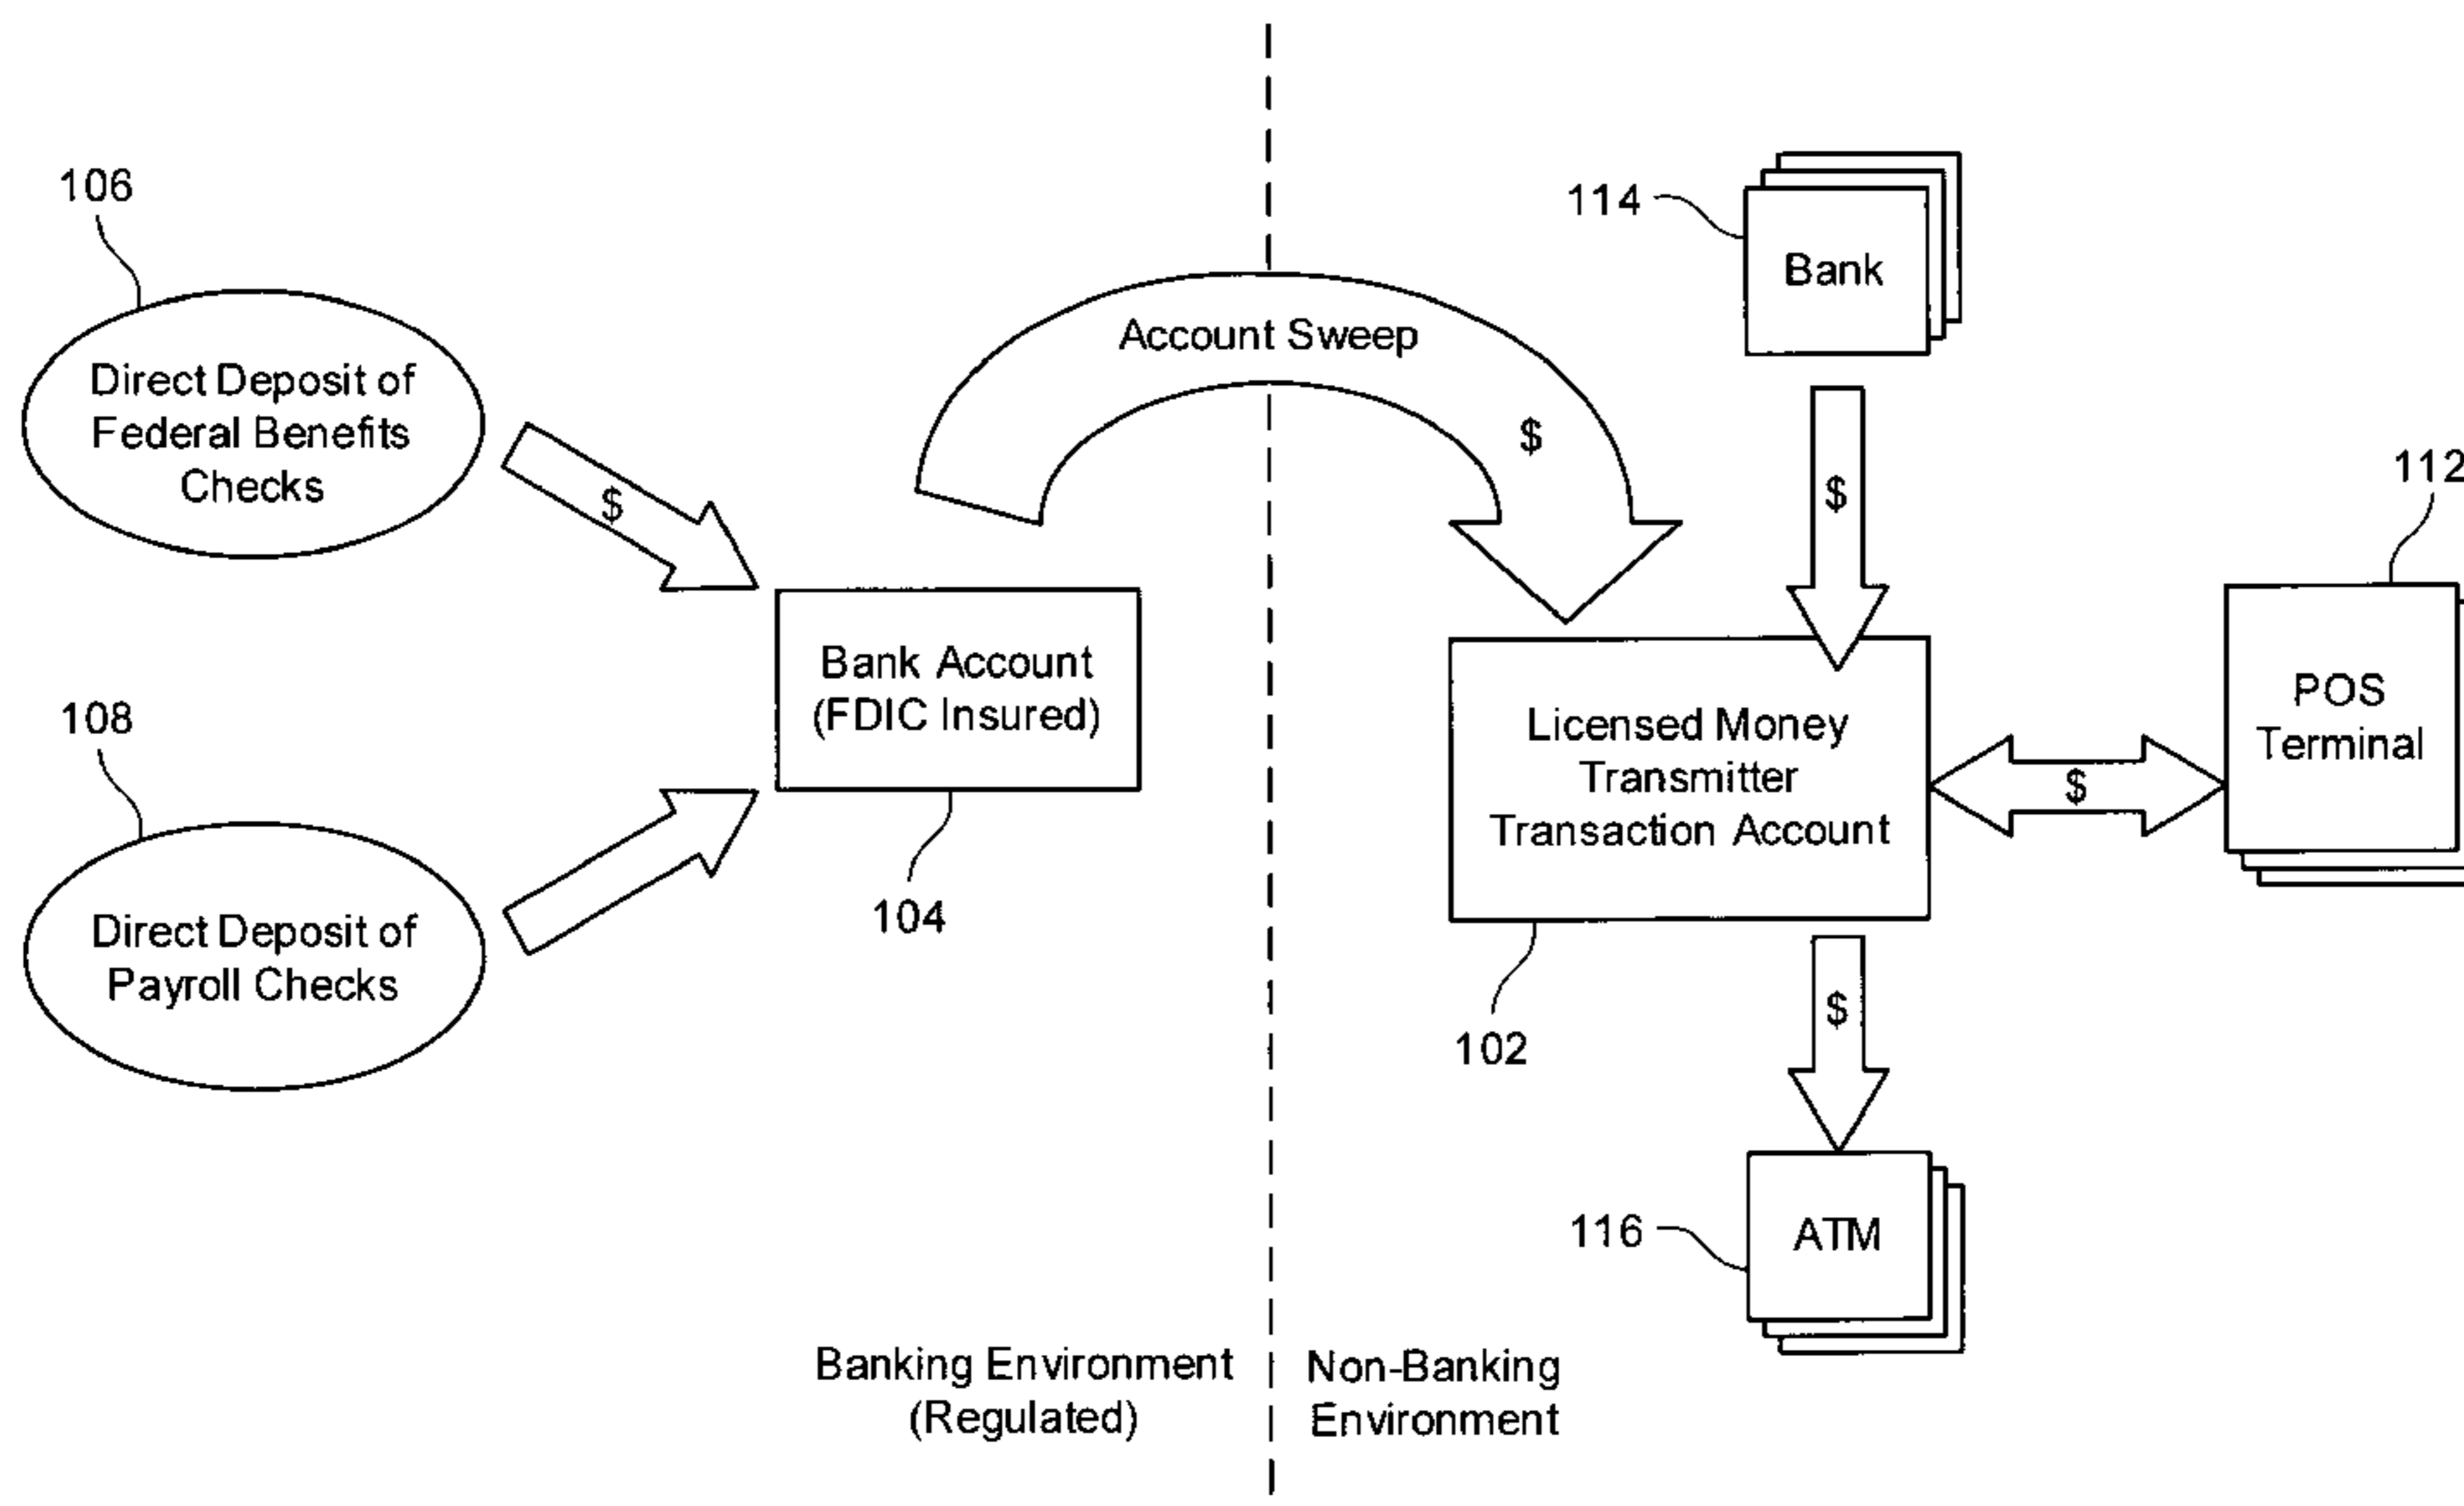 106
Direct Deposit of
Federal Benefits
Checks
$
108
Direct Deposit of
Payroll Checks
Bank Account
(FDIC Insured)
104
Account Sweep
$
114
Bank
$
Licensed Money
Transmitter
Transaction Account
102
$
112
POS
Terminal
$
116
ATM
Banking Environment
(Regulated)
Non-Banking
Environment